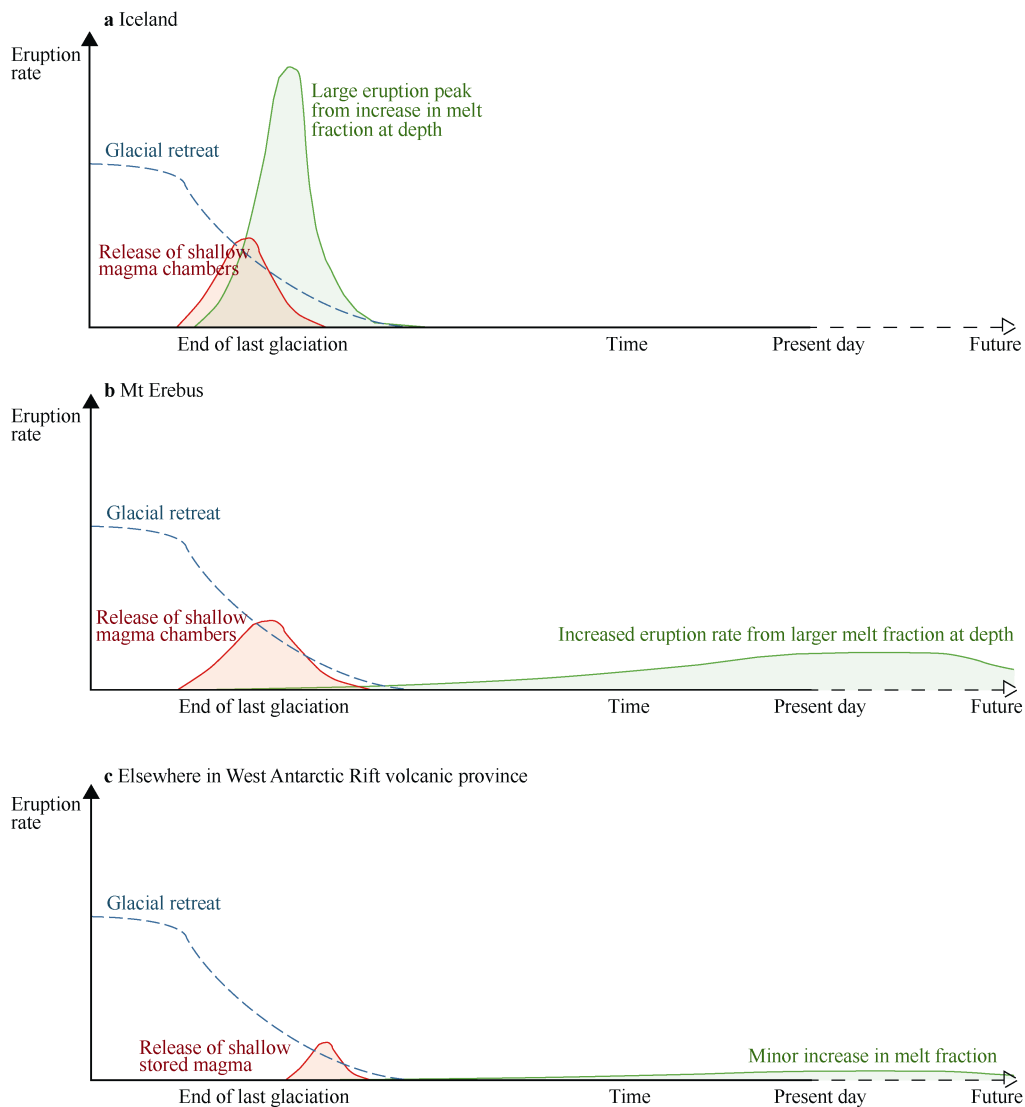 a Iceland
Eruption
rate
Large eruption peak
from increase in melt
fraction at depth
Glacial retreat
Release of shallow
magma chambers
End of last glaciation
Time
Present day
Future
b Mt Erebus
Eruption
rate
Glacial retreat
Release of shallow
magma chambers
Increased eruption rate from larger melt fraction at depth
End of last glaciation
Time
Present day
Future
c Elsewhere in West Antarctic Rift volcanic province
Eruption
rate
Glacial retreat
Release of shallow
stored magma
Minor increase in melt fraction
End of last glaciation
Time
Present day
Future